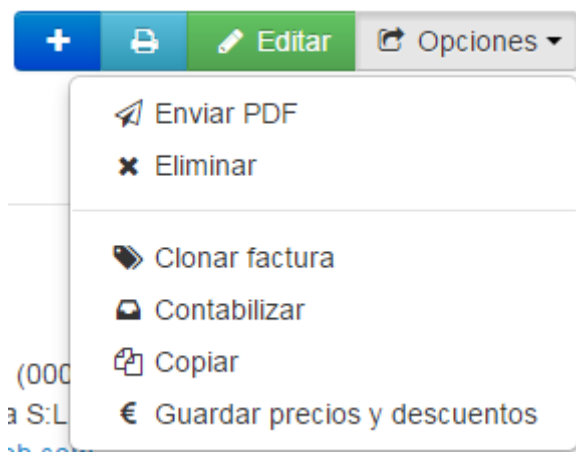 Editar
Opciones
Enviar PDF
Eliminar
Clonar factura
Contabilizar
Copiar
(000
a S:L
€ Guardar precios y descuentos